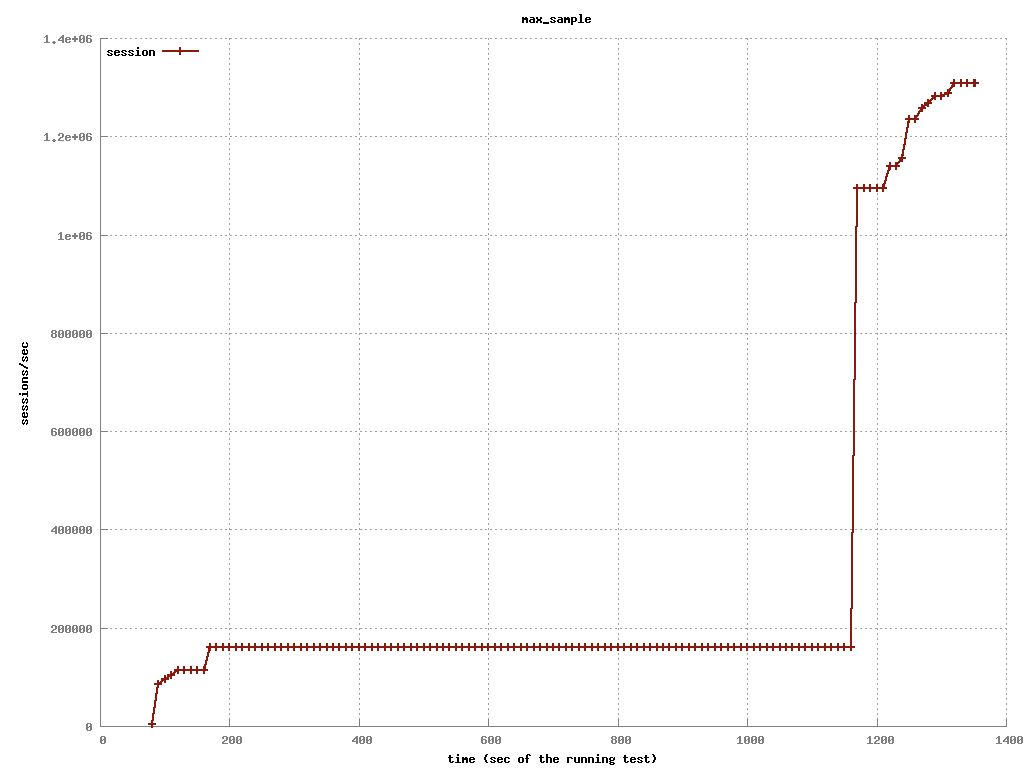 max_sample
1.4e+06
session
1.2e+06
1e+06
800000
sessions/sec
600000
400000
200000
0
0 200 400 600 800 1000 1200 1400
time (sec of the running test)